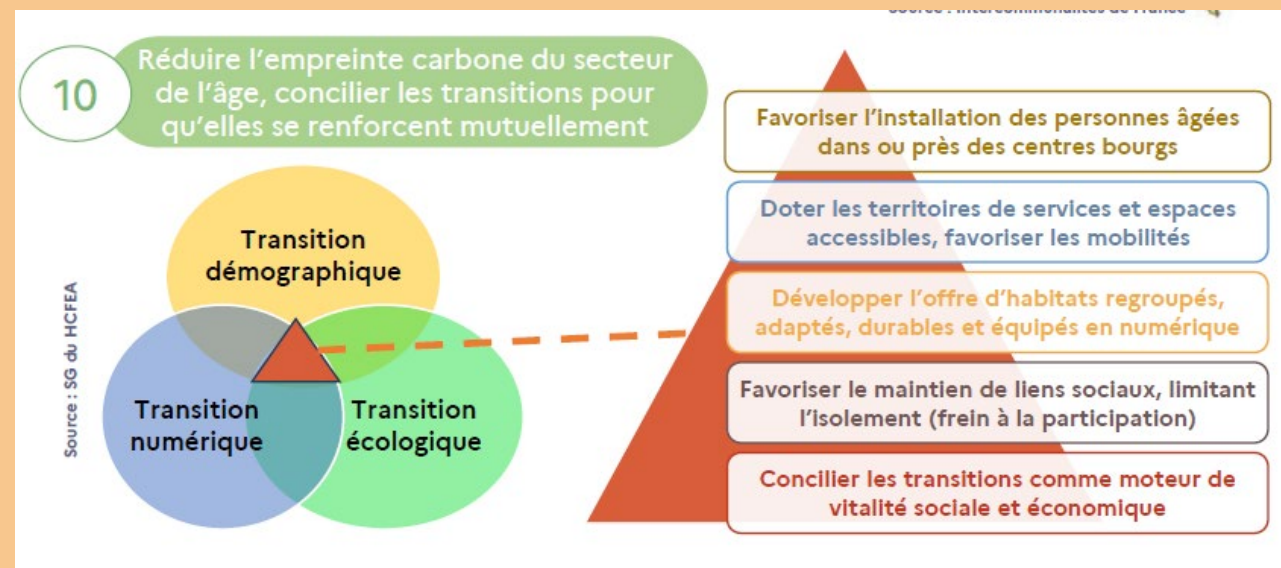 Source : Intercommunalités de France
10
Réduire l’empreinte carbone du secteur
de l’âge, concilier les transitions pour
qu’elles se renforcent mutuellement
Transition
démographique
Transition
numérique
Transition
écologique
Source : SG du HCFEA
Favoriser l’installation des personnes âgées
dans ou près des centres bourgs
Doter les territoires de services et espaces
accessibles, favoriser les mobilités
Développer l’offre d’habitats regroupés,
adaptés, durables et équipés en numérique
Favoriser le maintien de liens sociaux, limitant
l’isolement (frein à la participation)
Concilier les transitions comme moteur de
vitalité sociale et économique